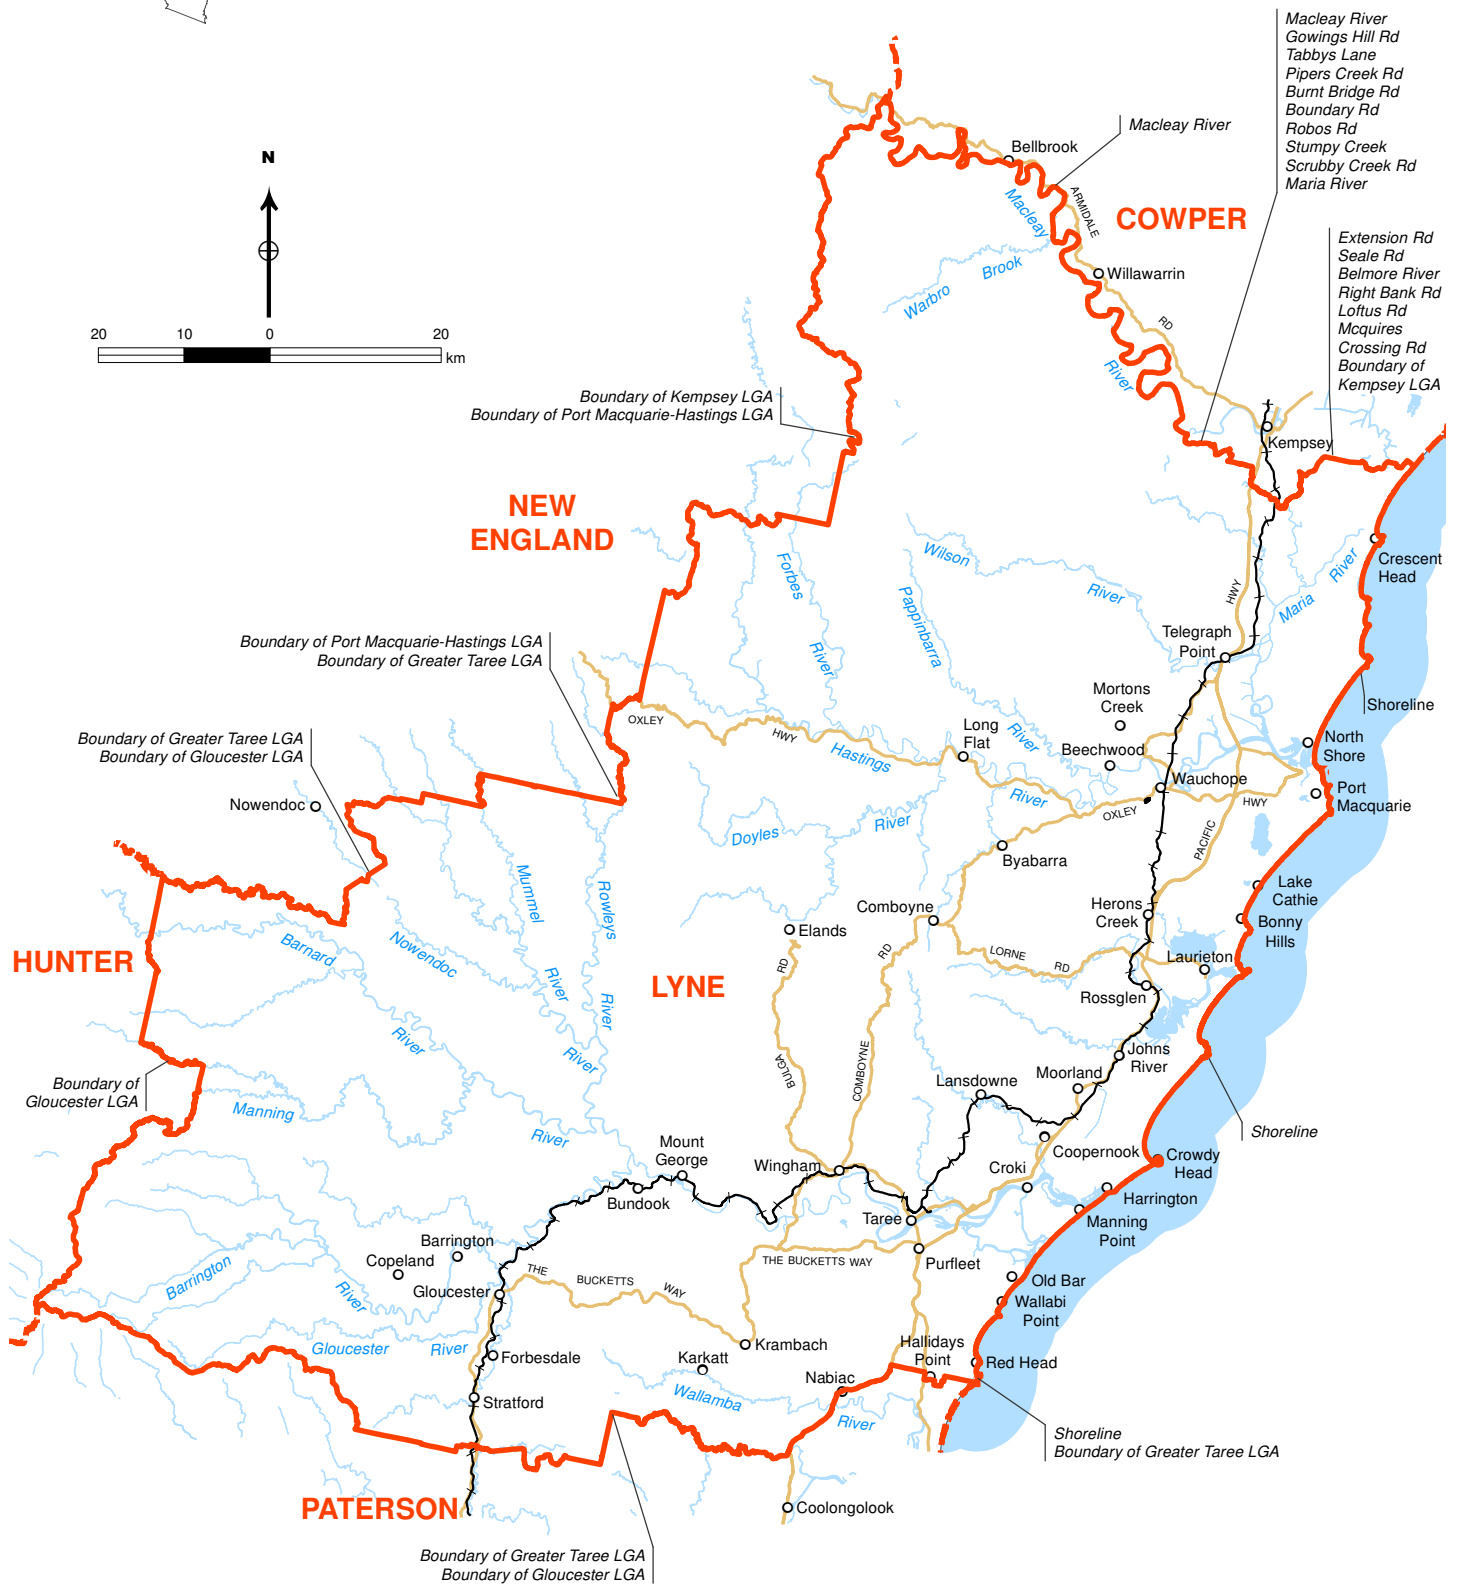 Macleay River
Gowings Hill Rd
Tabbys Lane
Pipers Creek Rd
Burnt Bridge Rd
Boundary Rd
Robos Rd
Stumpy Creek
Scrubby Creek Rd
Maria River
Macleay River
Bellbrook
N
ARMIDALE
Macleay
COWPER
Extension Rd
Seale Rd
Belmore River
Right Bank Rd
Loftus Rd
Mcquires
Crossing Rd
Boundary of
Kempsey LGA
Warbro
Brook
Willawarrin
RD
20
10
0
20
km
River
Boundary of Kempsey LGA
Boundary of Port Macquarie-Hastings LGA
Kempsey
NEW
ENGLAND
Wilson
River
Forbes
River
Pappinbarra
River
HWY
Maria
River
Crescent
Head
Boundary of Port Macquarie-Hastings LGA
Boundary of Greater Taree LGA
Telegraph
Point
Mortons
Creek
Shoreline
OXLEY
HWY
Hastings
River
Long
Flat
Beechwood
North
Shore
Boundary of Greater Taree LGA
Boundary of Gloucester LGA
Nowendoc
Wauchope
HWY
OXLEY
PACIFIC
Port
Macquarie
Doyles
River
Byabarra
Mummel
River
Rowleys
River
Lake
Cathie
Comboyne
Herons
Creek
Bonny
Hills
Elands
HUNTER
Barnard
River
Nowendoc
River
LYNE
RD
RD
LORNE
RD
Laurieton
Rossglen
BULGA
COMBOYNE
Johns
River
Boundary of
Gloucester LGA
Manning
River
Lansdowne
Moorland
Shoreline
Mount
George
Wingham
Coopernook
Crowdy
Head
Croki
Harrington
Bundook
Taree
Manning
Point
Barrington
Copeland
Barrington
River
Gloucester
THE
BUCKETTS
WAY
THE BUCKETTS WAY
Purfleet
Old Bar
Wallabi
Point
Gloucester
River
Forbesdale
Krambach
Karkatt
Hallidays
Point
Red Head
Nabiac
Wallamba
River
Stratford
Shoreline
Boundary of Greater Taree LGA
PATERSON
Coolongolook
Boundary of Greater Taree LGA
Boundary of Gloucester LGA